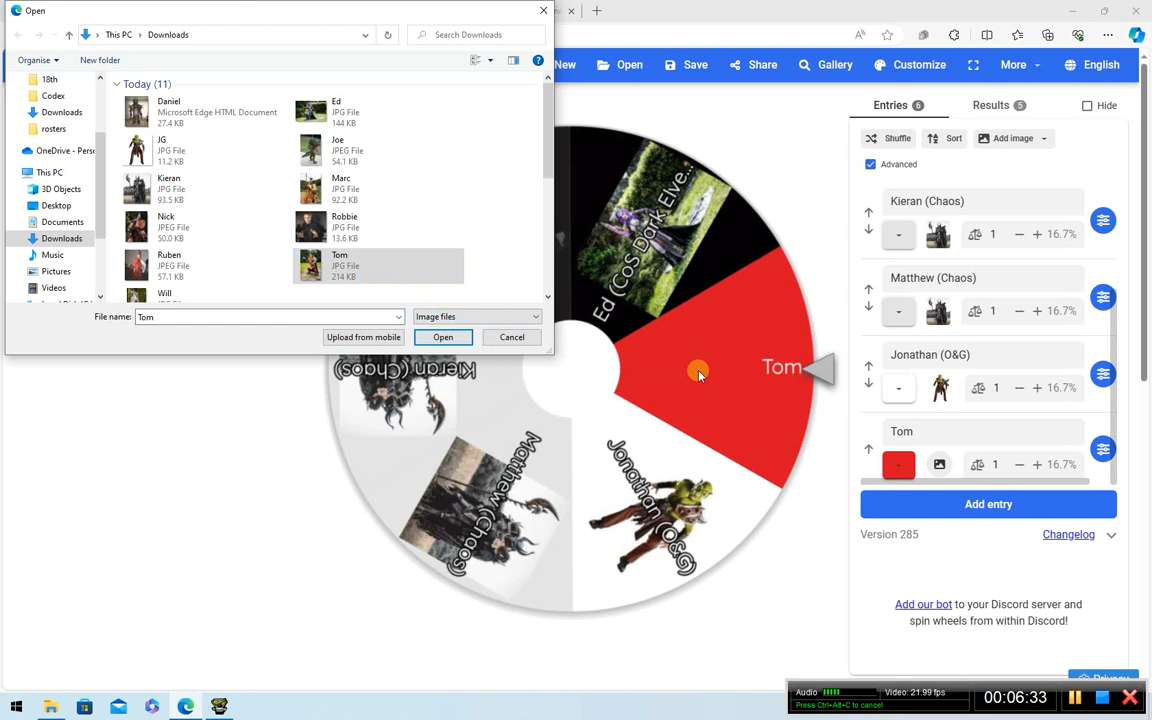 Open
This PC > Downloads
Search Downloads
Organise
New folder
18th
Codex
Downloads
rosters
OneDrive - Perso
This PC
3D Objects
Desktop
Documents
Downloads
Music
Pictures
Videos
Today (11)
Daniel
Microsoft Edge HTML Document
27.4 KB
Ed
JPG File
144 KB
JG
JPG File
11.2 KB
Joe
JPEG File
54.1 KB
Kieran
JPG File
93.5 KB
Marc
JPG File
92.2 KB
Nick
JPEG File
50.0 KB
Robbie
JPG File
13.6 KB
Ruben
JPEG File
57.1 KB
Tom
JPG File
214 KB
Will
File name:
Tom
Image files
Upload from mobile
Open
Cancel
New
Open
Save
Share
Gallery
Customize
More
English
Entries 6
Results 5
Hide
Shuffle
Sort
Add image
Advanced
Kieran (Chaos)
1
16.7%
Matthew (Chaos)
1
16.7%
Jonathan (O&G)
1
16.7%
Tom
1
16.7%
Add entry
Version 285
Changelog
Add our bot to your Discord server and
spin wheels from within Discord!
Privacy
Ed (CoS Dark Elve...
Tom
Jonathan (O&G)
Matthew (Chaos)
Kieran (Chaos)
Audio
Video: 21.99 fps
Press Ctrl+Alt+C to cancel
00:06:33